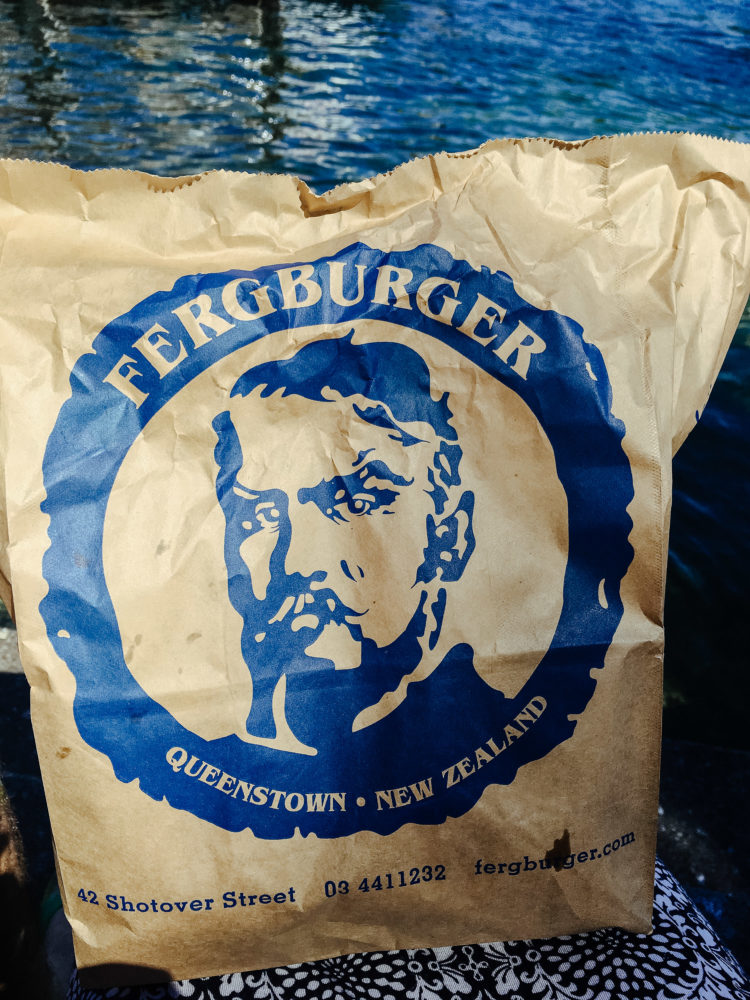 FERGBURGER
QUEENSTOWN • NEW ZEALAND
42 Shotover Street 03 4411232 fergburger.com